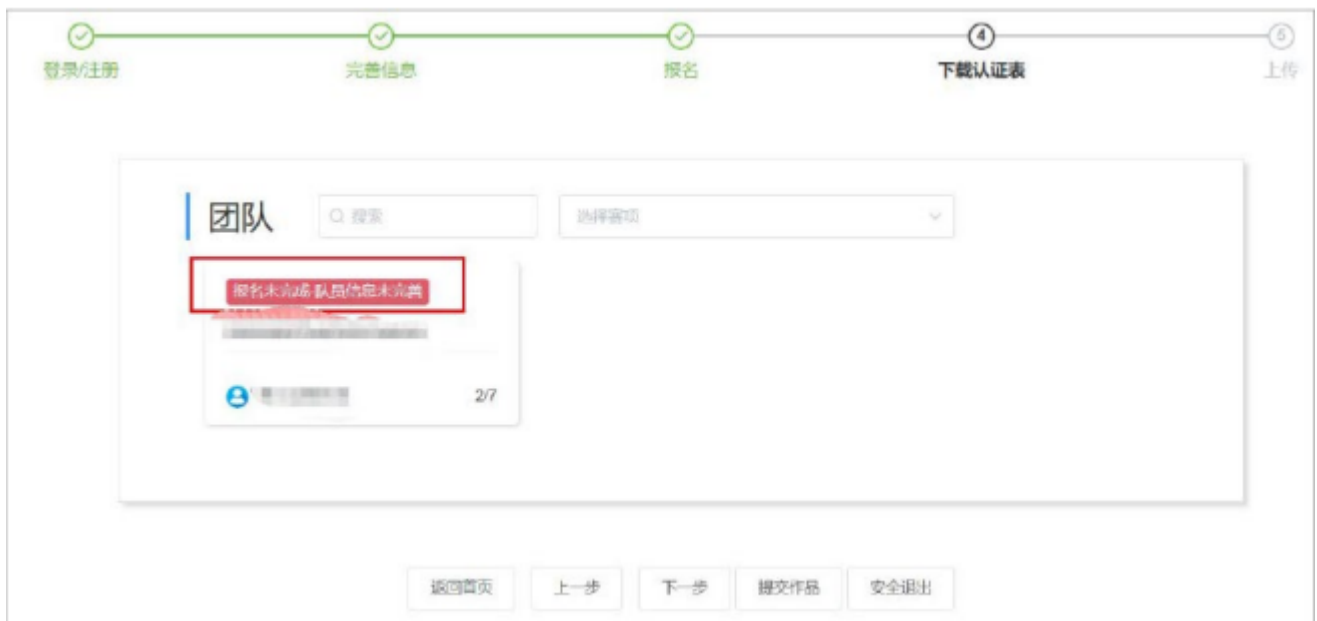 4
5
登录/注册
完善信息
报名
下载认证表
上传
团队
搜索
选择赛项
报名未完成·队员信息未完善
2/7
返回首页
上一步
下一步
提交作品
安全退出